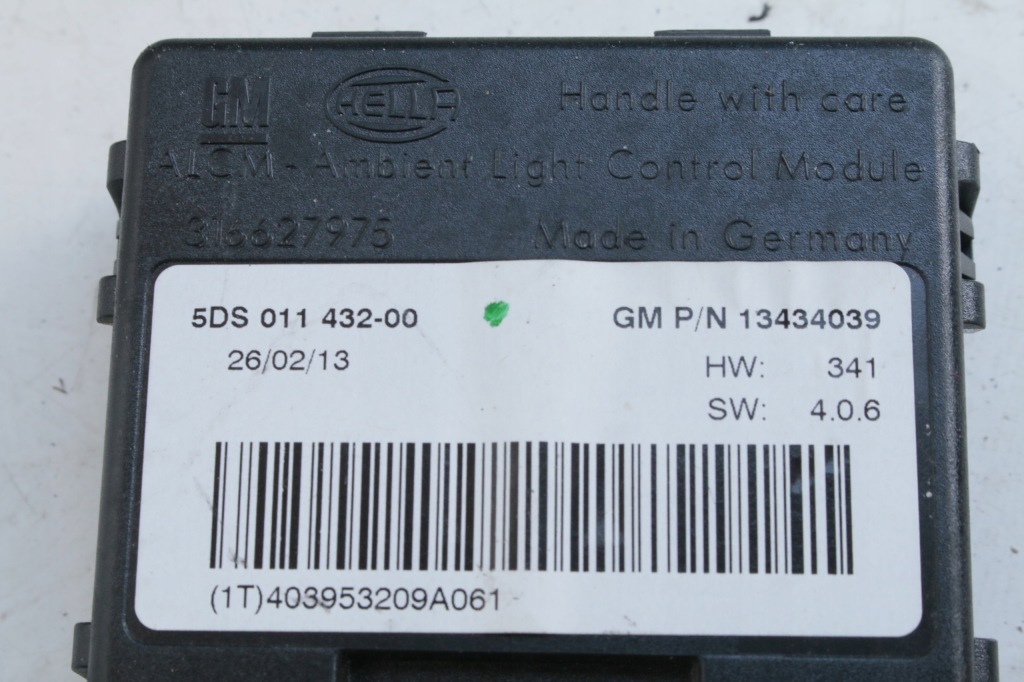 GM HELLA Handle with care
ALCM - Ambient Light Control Module
316627975 Made in Germany
5DS 011 432-00 GM P/N 13434039
26/02/13 HW: 341
SW: 4.0.6
(1T)403953209A061